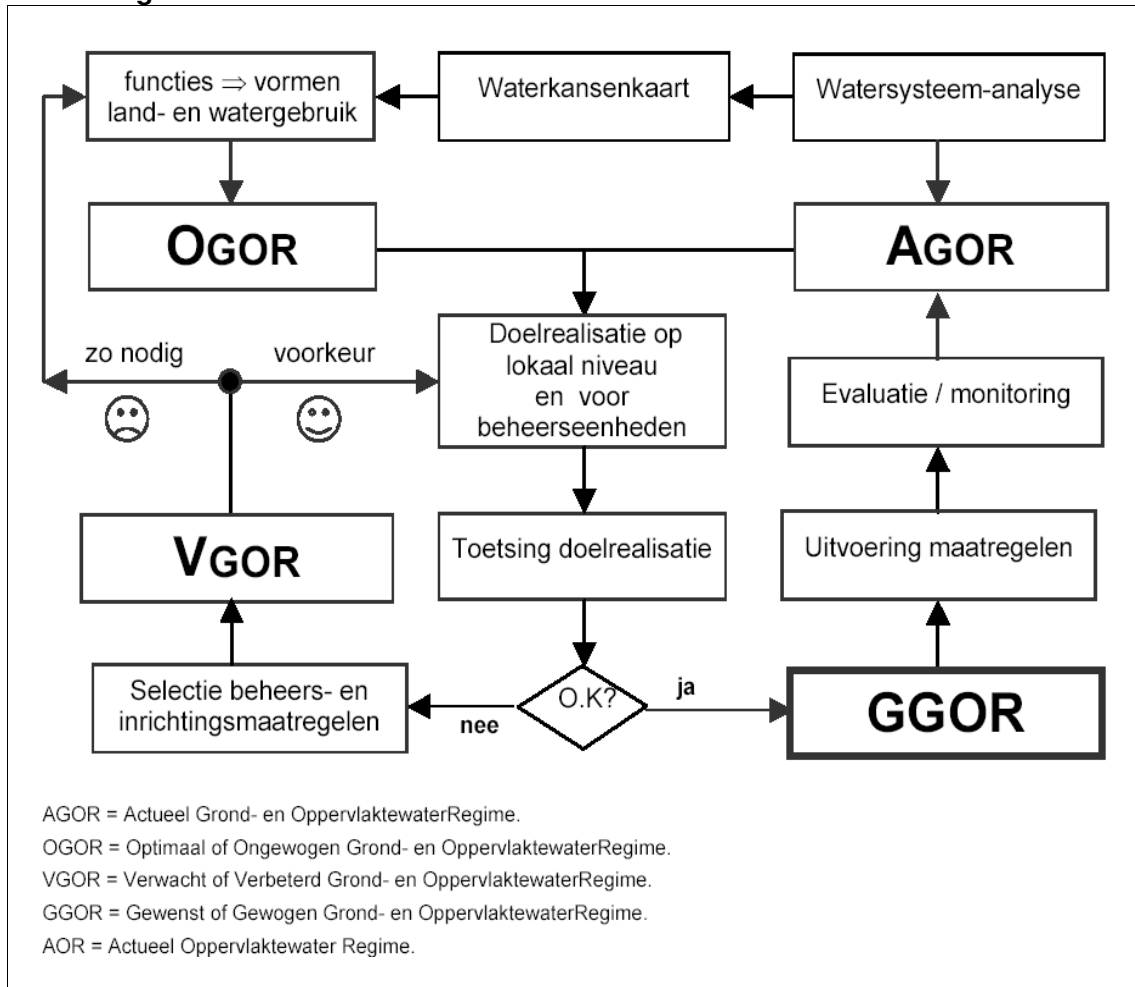 functies ⇒ vormen
land- en watergebruik
Waterkansenkaart
Watersysteem-analyse
OGOR
AGOR
zo nodig
voorkeur
Doelrealisatie op
lokaal niveau
en voor
beheerseenheden
Evaluatie / monitoring
VGOR
Toetsing doelrealisatie
Uitvoering maatregelen
Selectie beheers- en
inrichtingsmaatregelen
nee
O.K?
ja
GGOR
AGOR = Actueel Grond- en OppervlaktewaterRegime.
OGOR = Optimaal of Ongewogen Grond- en OppervlaktewaterRegime.
VGOR = Verwacht of Verbeterd Grond- en OppervlaktewaterRegime.
GGOR = Gewenst of Gewogen Grond- en OppervlaktewaterRegime.
AOR = Actueel Oppervlaktewater Regime.